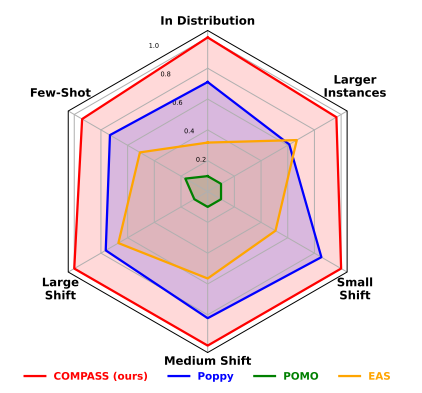 In Distribution
1.0
Few-Shot
Larger
Instances
0.8
0.6
0.4
0.2
Large
Shift
Small
Shift
Medium Shift
COMPASS (ours) Poppy POMO EAS